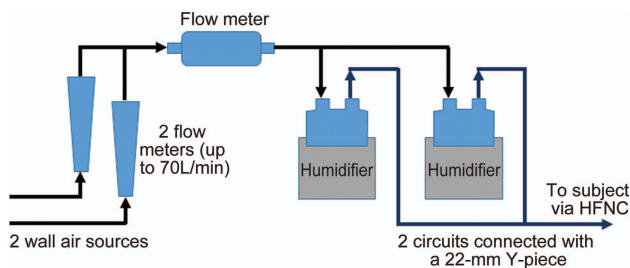 Flow meter
2 flow
meters (up
to 70L/min)
Humidifier
Humidifier
2 wall air sources
To subject
via HFNC
2 circuits connected with
a 22-mm Y-piece